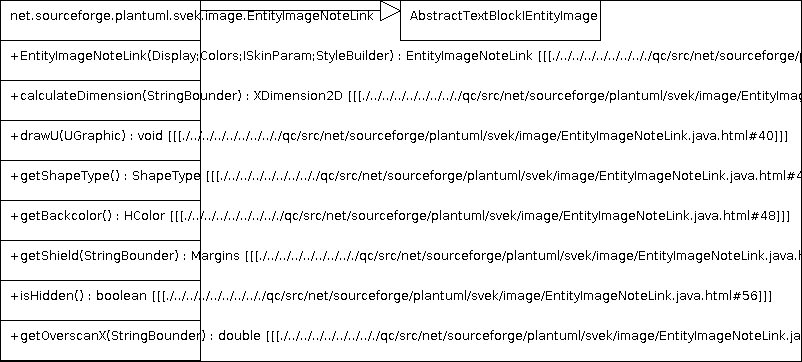 net.sourceforge.plantuml.svek.image.EntityImageNoteLink
AbstractTextBlockIEntityImage
+EntityImageNoteLink(Display;Colors;ISkinParam;StyleBuilder) : EntityImageNoteLink [[[./../../../../../../../../qc/src/net/sourceforge/p
+calculateDimension(StringBounder) : XDimension2D [[[./../../../../../../../../qc/src/net/sourceforge/plantuml/svek/image/EntityImag
+drawU(UGraphic) : void [[[./../../../../../../../../qc/src/net/sourceforge/plantuml/svek/image/EntityImageNoteLink.java.html#40]]]
+getShapeType() : ShapeType [[[./../../../../../../../../qc/src/net/sourceforge/plantuml/svek/image/EntityImageNoteLink.java.html#4
+getBackcolor() : HColor [[[./../../../../../../../../qc/src/net/sourceforge/plantuml/svek/image/EntityImageNoteLink.java.html#48]]]
+getShield(StringBounder) : Margins [[[./../../../../../../../../qc/src/net/sourceforge/plantuml/svek/image/EntityImageNoteLink.java.h
+isHidden() : boolean [[[./../../../../../../../../qc/src/net/sourceforge/plantuml/svek/image/EntityImageNoteLink.java.html#56]]]
+getOverscanX(StringBounder) : double [[[./../../../../../../../../qc/src/net/sourceforge/plantuml/svek/image/EntityImageNoteLink.ja